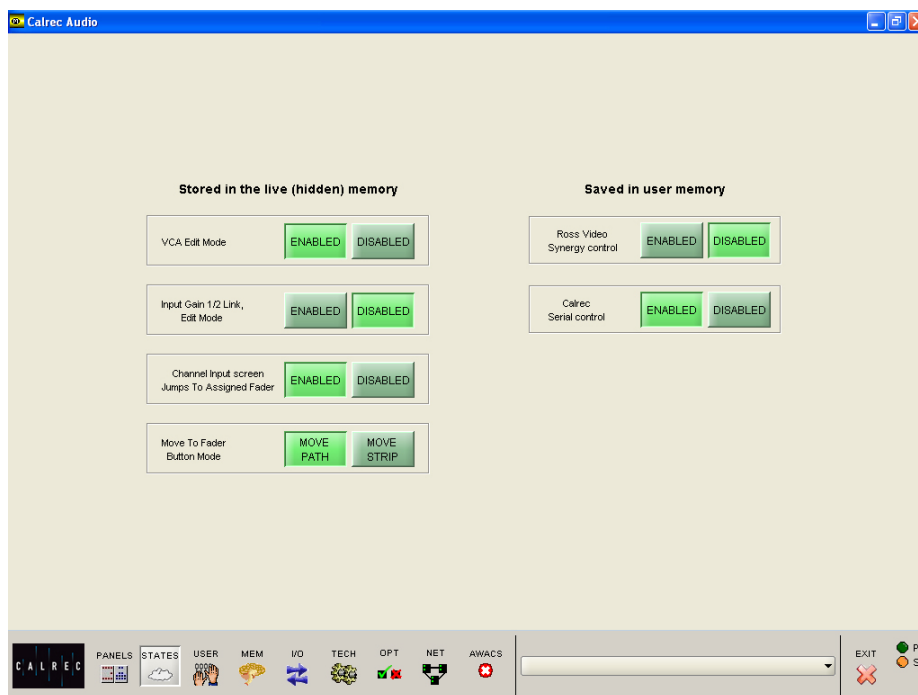 Calrec Audio
Stored in the live (hidden) memory
VCA Edit Mode
ENABLED
DISABLED
Input Gain 1/2 Link,
Edit Mode
ENABLED
DISABLED
Channel Input screen
Jumps To Assigned Fader
ENABLED
DISABLED
Move To Fader
Button Mode
MOVE
PATH
MOVE
STRIP
Saved in user memory
Ross Video
Synergy control
ENABLED
DISABLED
Calrec
Serial control
ENABLED
DISABLED
CALREC
PANELS
STATES
USER
MEM
I/O
TECH
OPT
NET
AWACS
EXIT
P
S